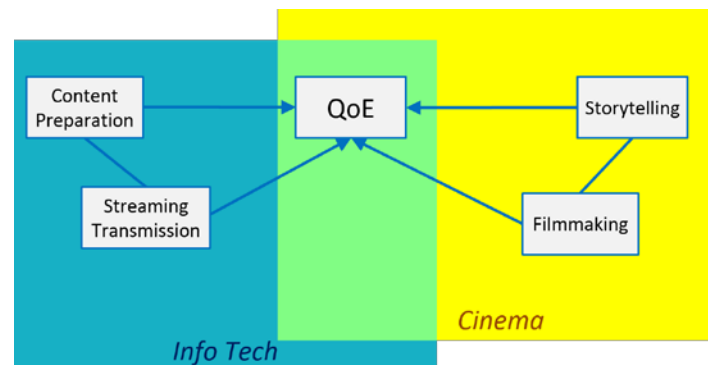 Content
Preparation
QoE
Storytelling
Streaming
Transmission
Filmmaking
Cinema
Info Tech